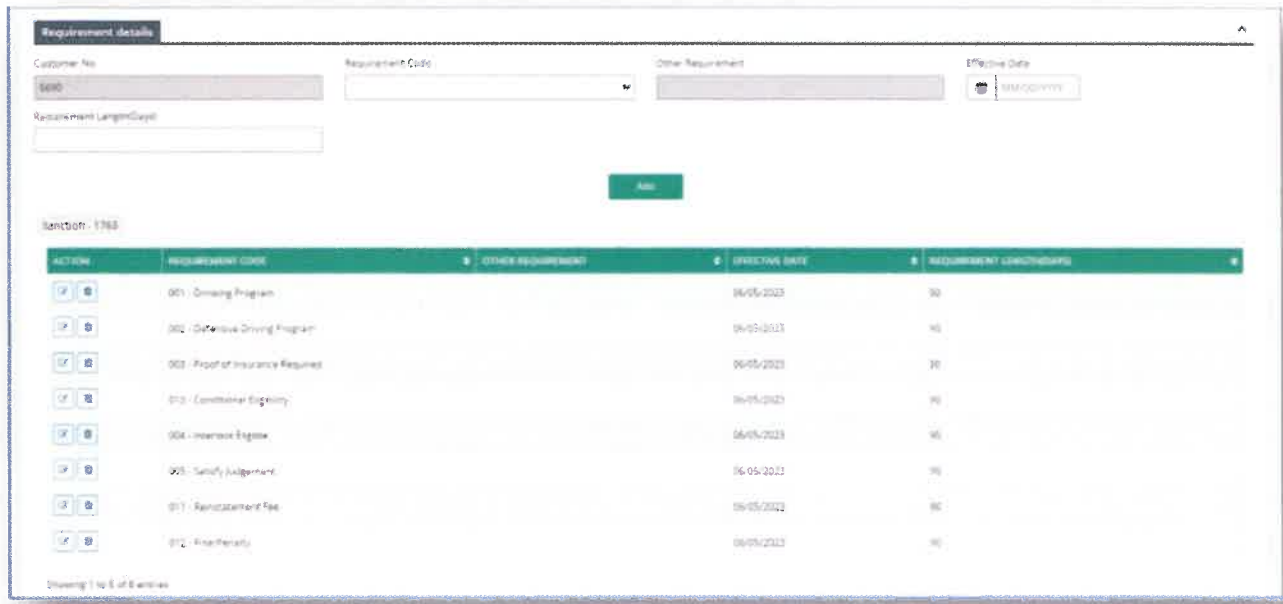 Requirement details
Customer No Requirement Code Other Requirement Effective Date
MM/DD/YYYY
Requirement Length(Days)
Add
Sanction - 1763
ACTION REQUIREMENT CODE OTHER REQUIREMENT EFFECTIVE DATE REQUIREMENT LENGTH(DAYS)
001 - Drinking Program 06/05/2023 90
002 - Defensive Driving Program 06/05/2023 90
003 - Proof of Insurance Required 06/05/2023 30
013 - Conditional Eligibility 06/05/2023 90
004 - Interlock 06/05/2023 90
005 - Satisfy Judgement 06/05/2023 90
011 - Reinstatement Fee 06/05/2023 90
012 - Fine/Penalty 06/05/2023 90
Showing 1 to 8 of 8 entries